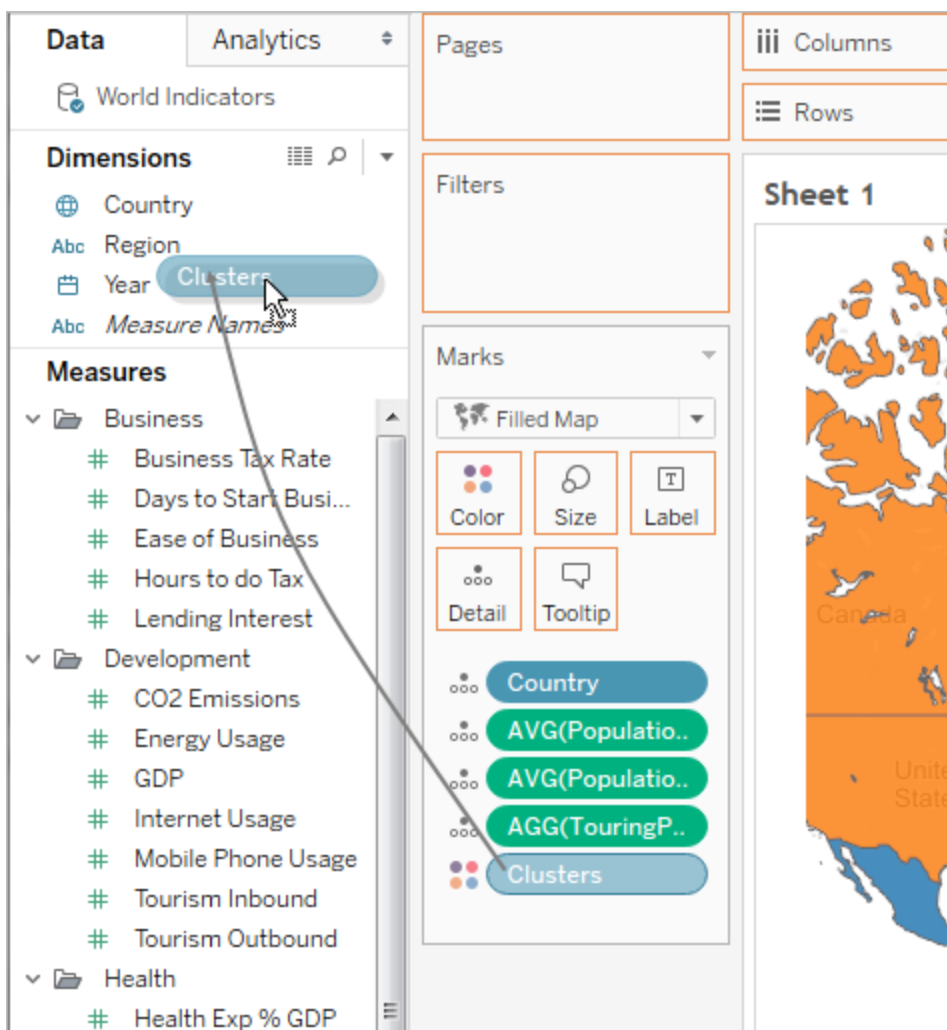 Data
Analytics
World Indicators
Dimensions
Country
Abc Region
Clusters
Year
Abc Measure Names
Measures
Business
Business Tax Rate
Days to Start Busi...
Ease of Business
Hours to do Tax
Lending Interest
Development
CO2 Emissions
Energy Usage
GDP
Internet Usage
Mobile Phone Usage
Tourism Inbound
Tourism Outbound
Health
Health Exp % GDP
Pages
Filters
Marks
Filled Map
Color
Size
T
Label
Detail
Tooltip
Country
AVG(Populatio..
AVG(Populatio..
AGG(TouringP..
Clusters
iii Columns
Rows
Sheet 1
Canada
Unite
State